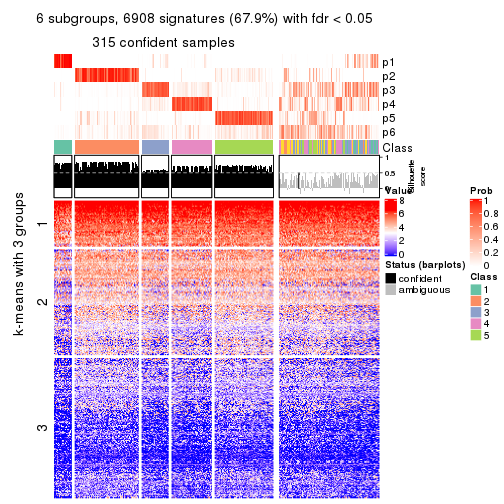 6 subgroups, 6908 signatures (67.9%) with fdr < 0.05
315 confident samples
p1
p2
p3
p4
p5
p6
Class
1
0.5
0
Silhouette
score
k-means with 3 groups
1
2
3
Value
8
6
4
2
0
Status (barplots)
confident
ambiguous
Prob
1
0.8
0.6
0.4
0.2
0
Class
1
2
3
4
5